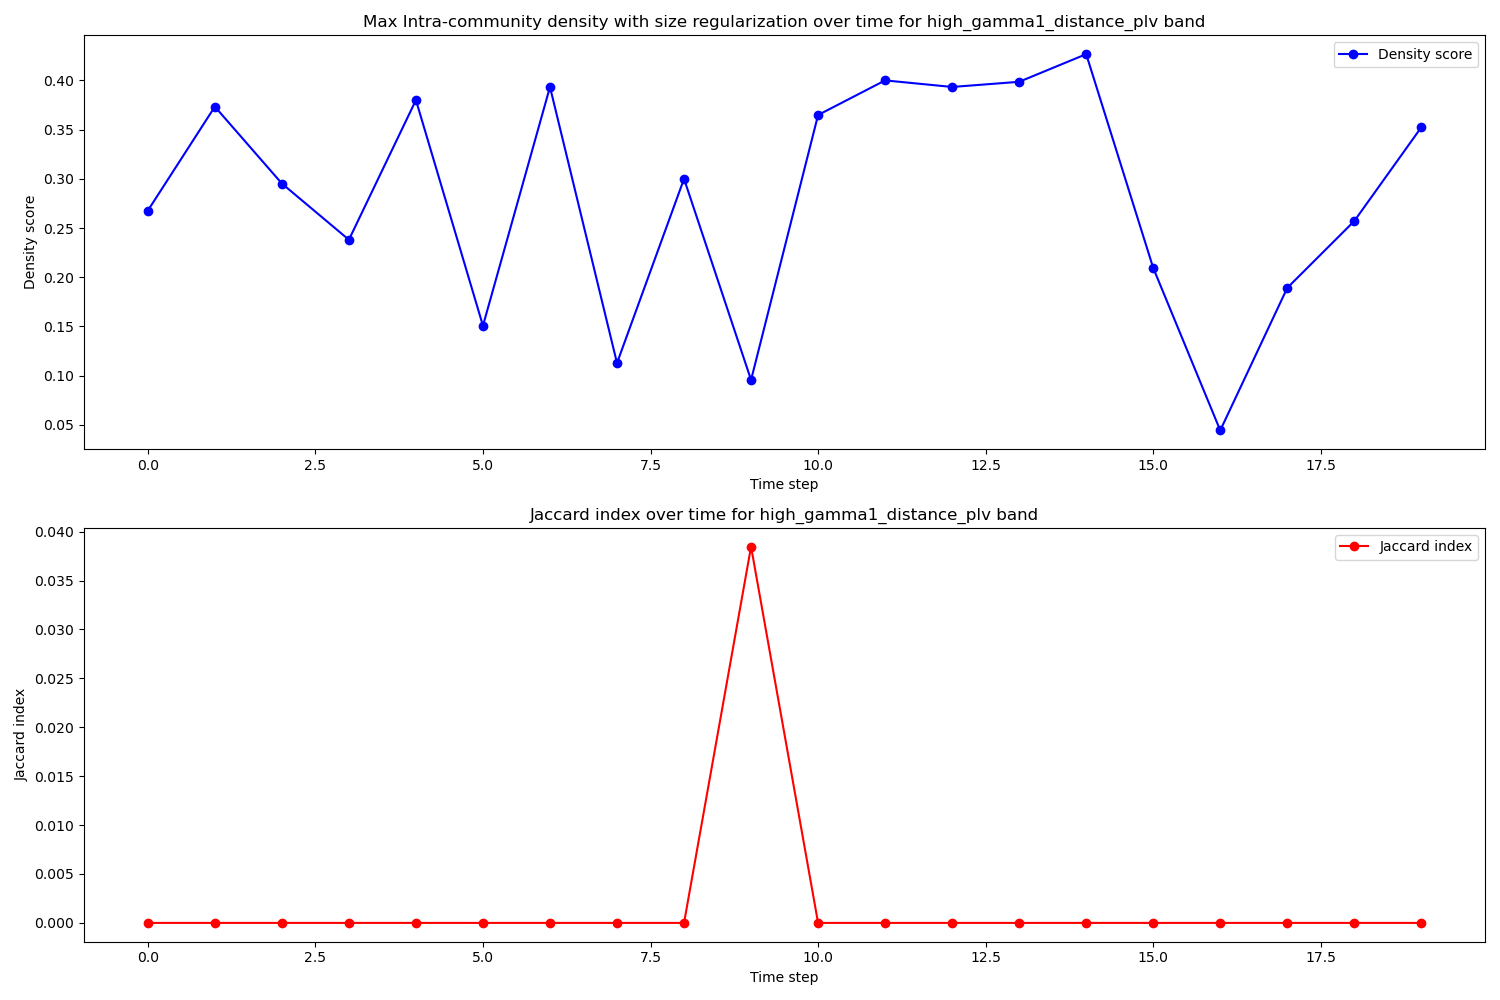 Max Intra-community density with size regularization over time for high_gamma1_distance_plv band
Density score
0.40
0.35
0.30
0.25
0.20
0.15
0.10
0.05
Density score
0.0 2.5 5.0 7.5 10.0 12.5 15.0 17.5
Time step
Jaccard index over time for high_gamma1_distance_plv band
Jaccard index
0.040
0.035
0.030
0.025
0.020
0.015
0.010
0.005
0.000
Jaccard index
0.0 2.5 5.0 7.5 10.0 12.5 15.0 17.5
Time step